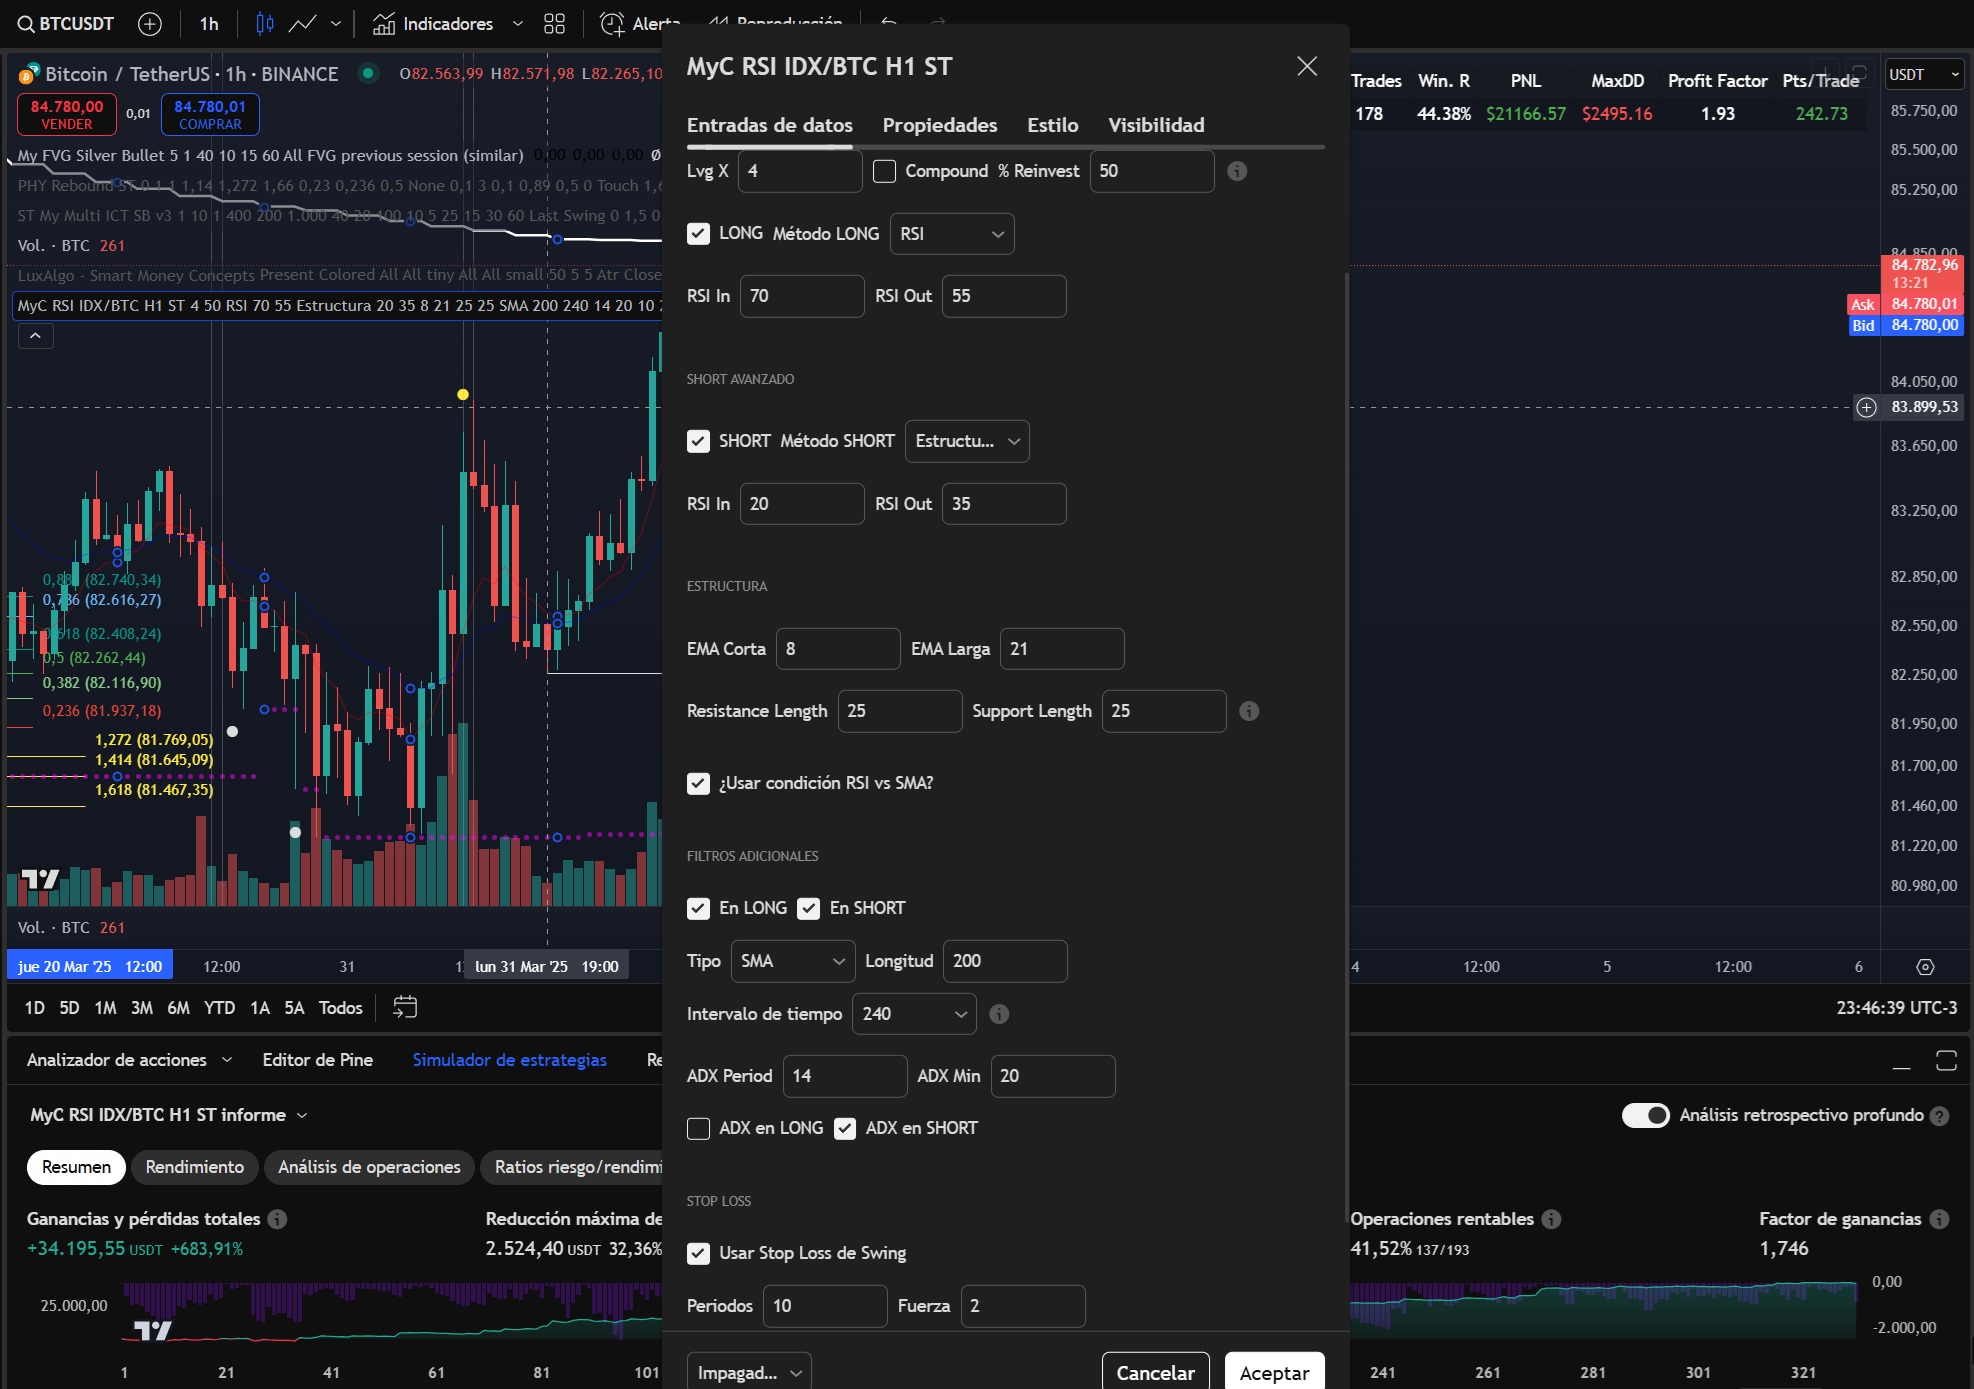 BTCUSDT
1h
Indicadores
Alerta
Reproducción
Bitcoin / TetherUS · 1h · BINANCE
O82.563,99 H82.571,98 L82.265,10
84.780,00
VENDER
0,01
84.780,01
COMPRAR
My FVG Silver Bullet 5 1 40 10 15 60 All FVG previous session (similar) 0,00 0,00 0,00 Ø
PHY Rebound ST 0 1 1 1,14 1,272 1,66 0,23 0,236 0,5 None 0,1 3 0,1 0,89 0,5 0 Touch 1,6
ST My Multi ICT SB v3 1 10 1 400 200 1.000 40 20 100 10 5 25 15 30 60 Last Swing 0 1,5 0
Vol. · BTC 261
LuxAlgo - Smart Money Concepts Present Colored All All tiny All All small 50 5 5 Atr Close
MyC RSI IDX/BTC H1 ST 4 50 RSI 70 55 Estructura 20 35 8 21 25 25 SMA 200 240 14 20 10
0,786 (82.616,27)
0,618 (82.408,24)
0,5 (82.262,44)
0,382 (82.116,90)
0,236 (81.937,18)
1,272 (81.769,05)
1,414 (81.645,09)
1,618 (81.467,35)
Vol. · BTC 261
jue 20 Mar '25 12:00
12:00
31
lun 31 Mar '25 19:00
4
12:00
5
12:00
6
1D 5D 1M 3M 6M YTD 1A 5A Todos
23:46:39 UTC-3
Analizador de acciones
Editor de Pine
Simulador de estrategias
Re
MyC RSI IDX/BTC H1 ST informe
Análisis retrospectivo profundo
Resumen
Rendimiento
Análisis de operaciones
Ratios riesgo/rendimi
Ganancias y pérdidas totales
+34.195,55 USDT +683,91%
Reducción máxima de
2.524,40 USDT 32,36%
Operaciones rentables
41,52% 137/193
Factor de ganancias
1,746
25.000,00
0,00
-2.000,00
1
21
41
61
81
101
241
261
281
301
321
MyC RSI IDX/BTC H1 ST
Entradas de datos
Propiedades
Estilo
Visibilidad
Lvg X 4
Compound % Reinvest 50
LONG Método LONG RSI
RSI In 70
RSI Out 55
SHORT AVANZADO
SHORT Método SHORT Estructu...
RSI In 20
RSI Out 35
ESTRUCTURA
EMA Corta 8
EMA Larga 21
Resistance Length 25
Support Length 25
¿Usar condición RSI vs SMA?
FILTROS ADICIONALES
En LONG
En SHORT
Tipo SMA
Longitud 200
Intervalo de tiempo 240
ADX Period 14
ADX Min 20
ADX en LONG
ADX en SHORT
STOP LOSS
Usar Stop Loss de Swing
Periodos 10
Fuerza 2
Impagad...
Cancelar
Aceptar
Trades Win. R PNL MaxDD Profit Factor Pts/Trade
178 44.38% $21166.57 $2495.16 1.93 242.73
USDT
85.750,00
85.500,00
85.250,00
84.850,00
84.782,96
13:21
Ask 84.780,01
Bid 84.780,00
84.050,00
83.899,53
83.650,00
83.250,00
82.850,00
82.550,00
82.250,00
81.950,00
81.700,00
81.460,00
81.220,00
80.980,00